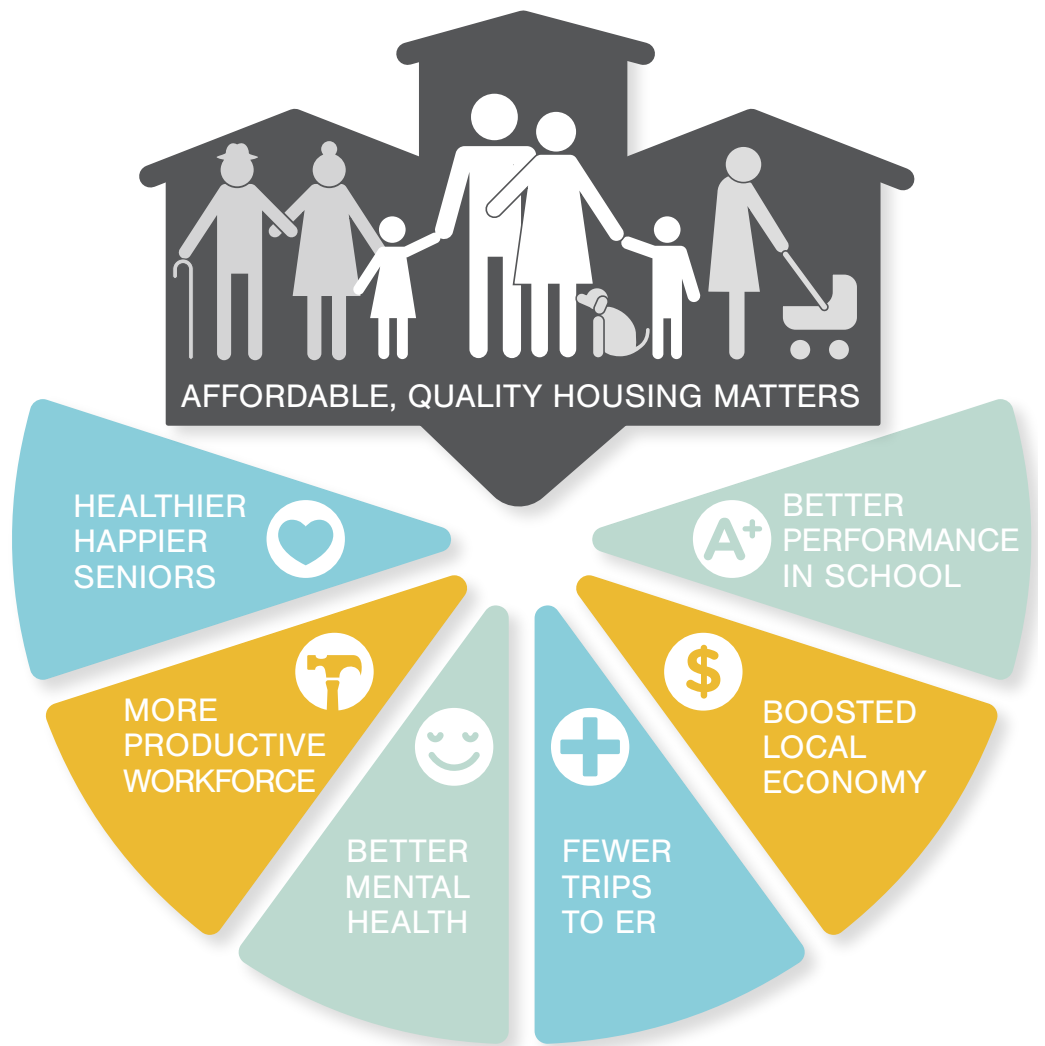 AFFORDABLE, QUALITY HOUSING MATTERS
HEALTHIER
HAPPIER
SENIORS
MORE
PRODUCTIVE
WORKFORCE
BETTER
MENTAL
HEALTH
FEWER
TRIPS
TO ER
$
BOOSTED
LOCAL
ECONOMY
A+
BETTER
PERFORMANCE
IN SCHOOL